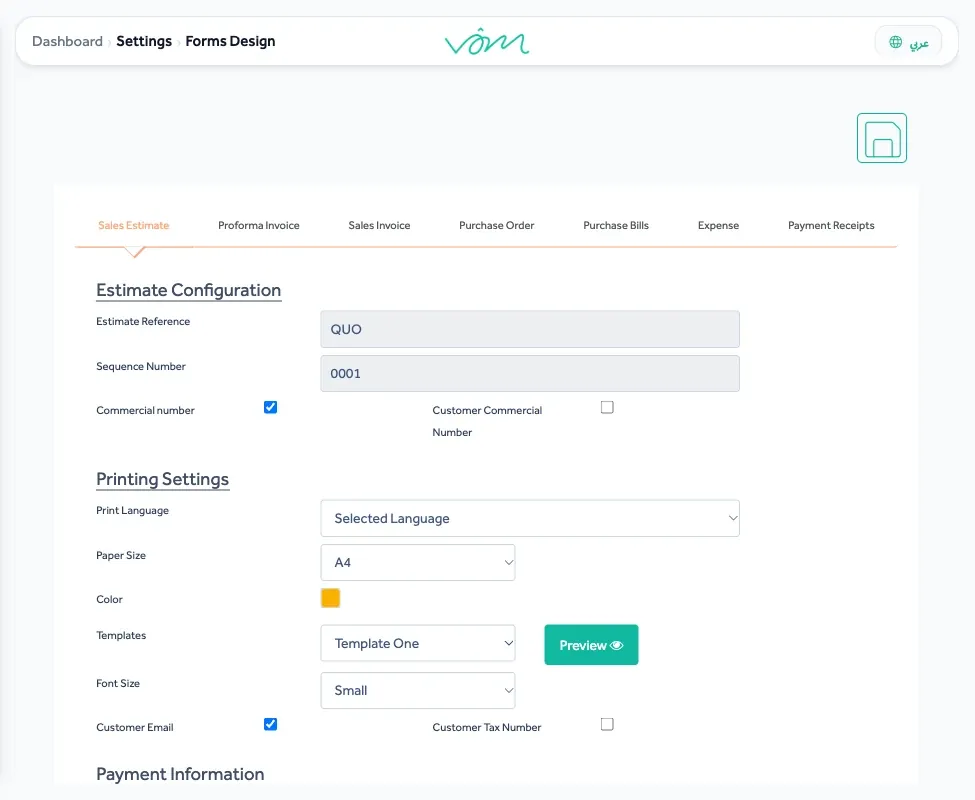 Dashboard › Settings › Forms Design
vôm
عربي
Sales Estimate Proforma Invoice Sales Invoice Purchase Order Purchase Bills Expense Payment Receipts
Estimate Configuration
Estimate Reference QUO
Sequence Number 0001
Commercial number Customer Commercial
Number
Printing Settings
Print Language Selected Language
Paper Size A4
Color
Templates Template One Preview
Font Size Small
Customer Email Customer Tax Number
Payment Information